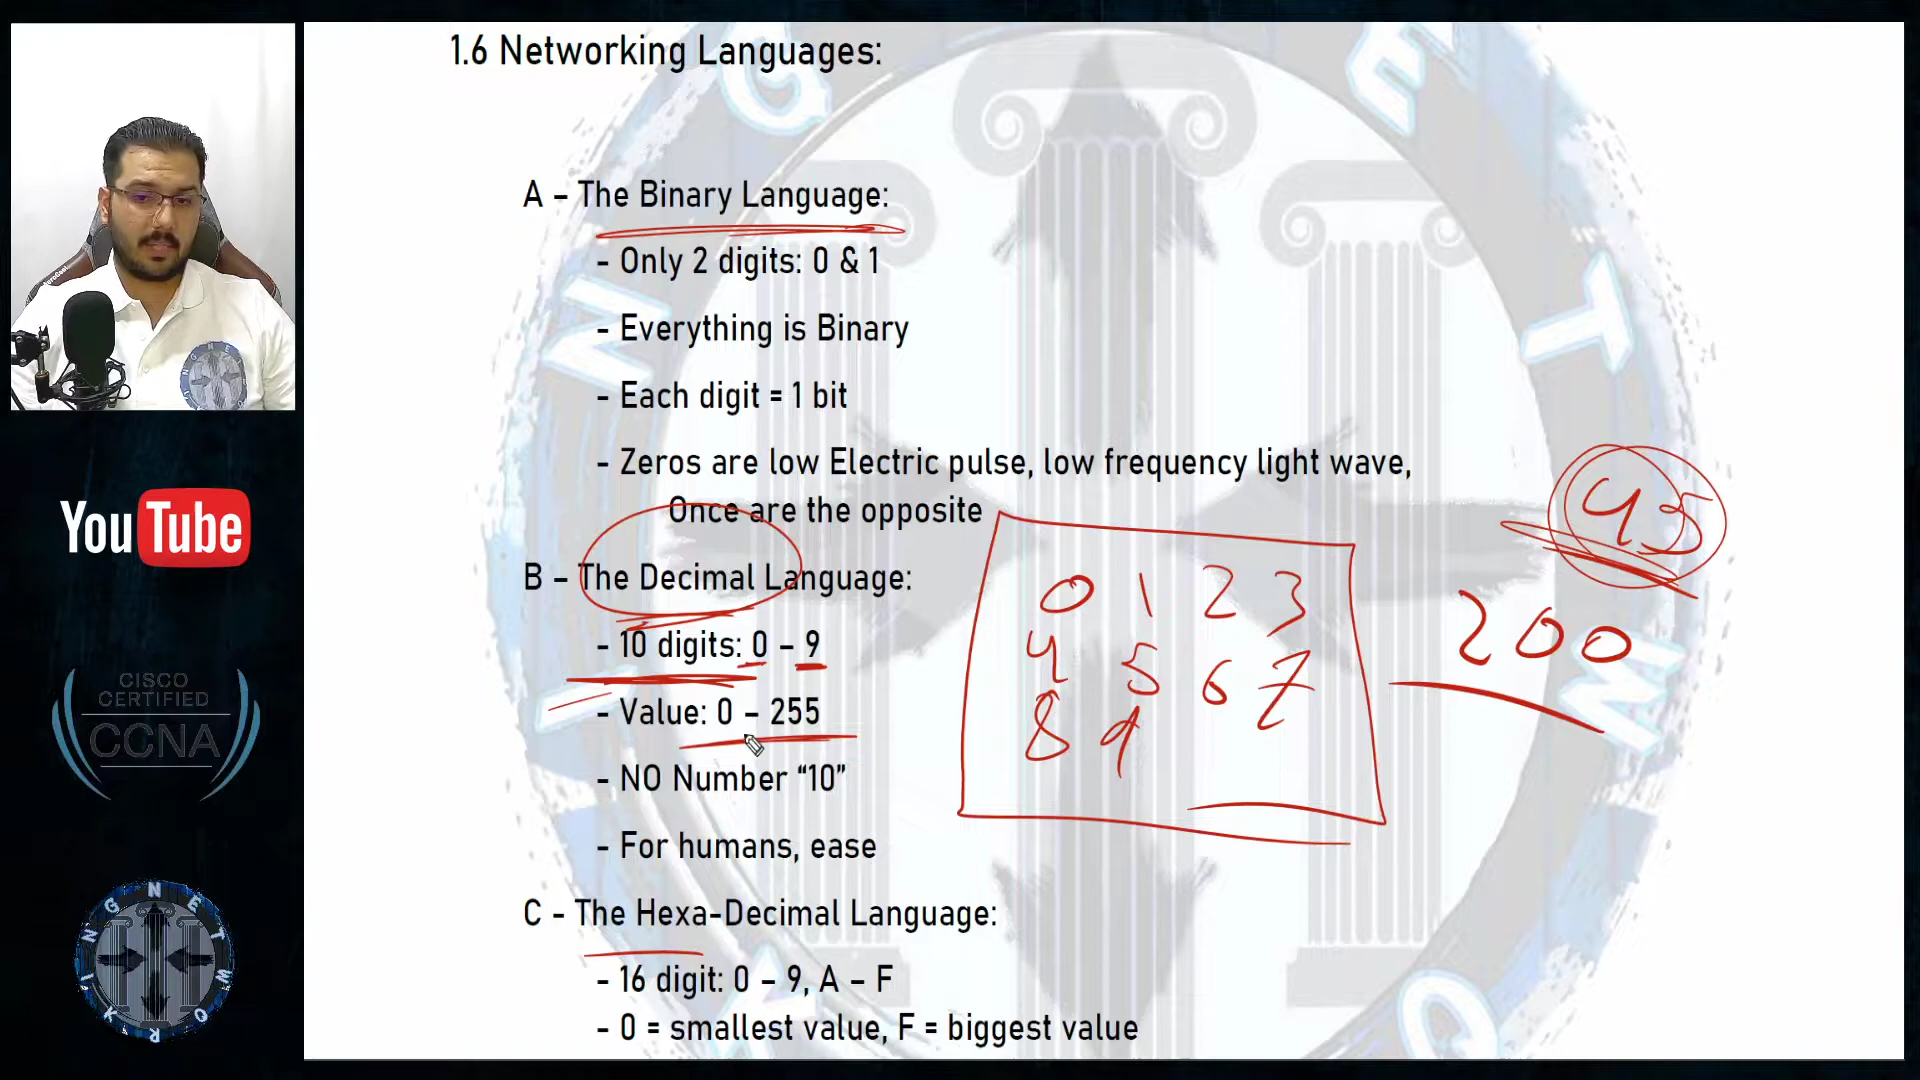 1.6 Networking Languages:
A – The Binary Language:
- Only 2 digits: 0 & 1
- Everything is Binary
- Each digit = 1 bit
- Zeros are low Electric pulse, low frequency light wave,
Once are the opposite
B – The Decimal Language:
- 10 digits: 0 – 9
- Value: 0 – 255
- NO Number “10”
- For humans, ease
C - The Hexa-Decimal Language:
- 16 digit: 0 – 9, A – F
- 0 = smallest value, F = biggest value
0 1 2 3
4 5 6 7
8 9
45
200
YouTube
CISCO
CERTIFIED
CCNA
NETWORKING